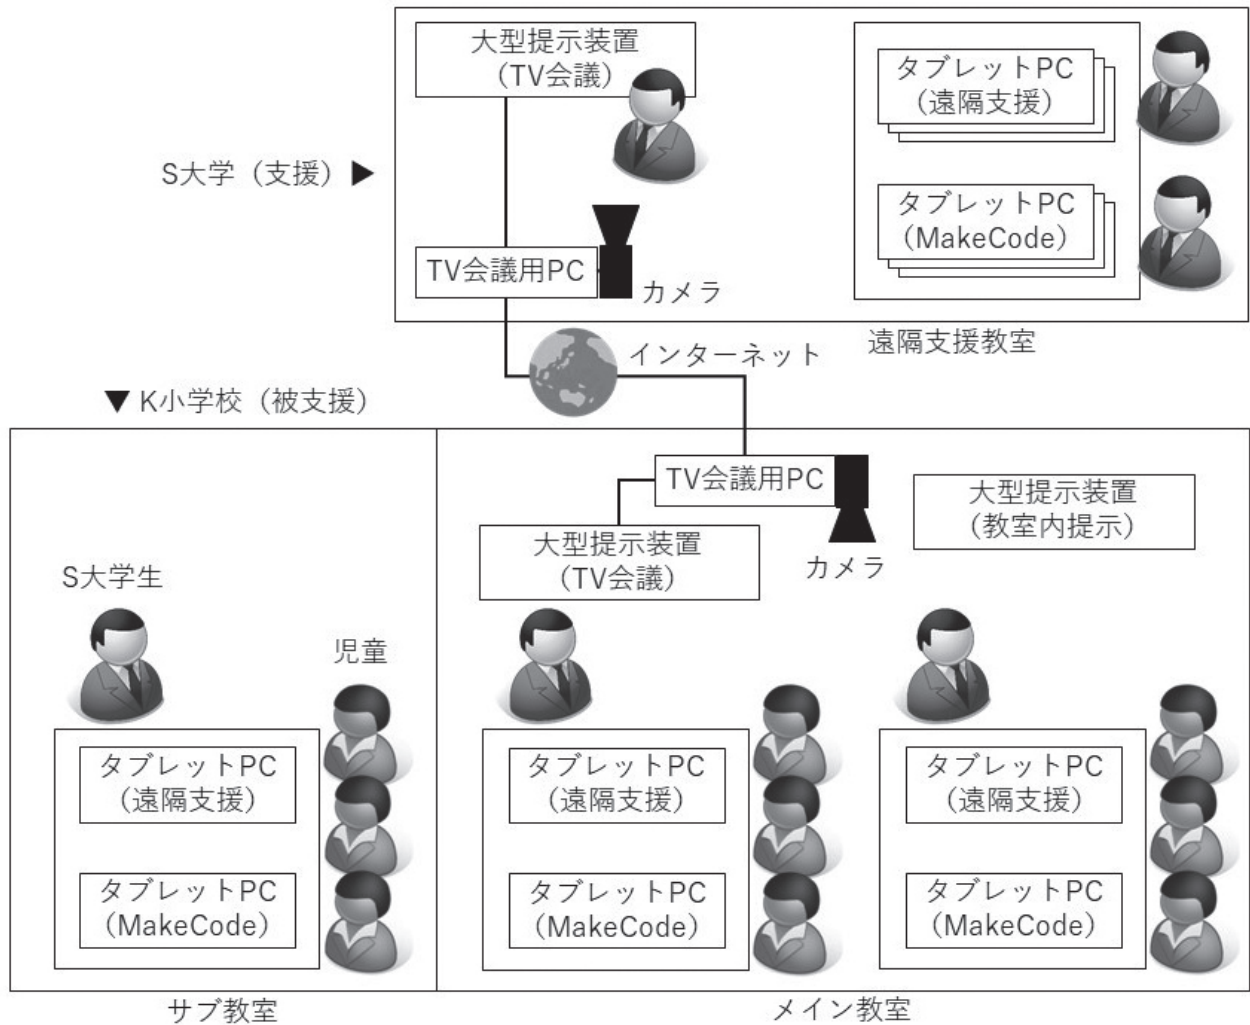 大型提示装置
（TV会議）
タブレットPC
（遠隔支援）
S大学（支援）▶
タブレットPC
（MakeCode）
TV会議用PC
カメラ
遠隔支援教室
インターネット
▼ K小学校（被支援）
TV会議用PC
大型提示装置
（教室内提示）
大型提示装置
（TV会議）
カメラ
S大学生
児童
タブレットPC
（遠隔支援）
タブレットPC
（MakeCode）
サブ教室
タブレットPC
（遠隔支援）
タブレットPC
（MakeCode）
タブレットPC
（遠隔支援）
タブレットPC
（MakeCode）
メイン教室